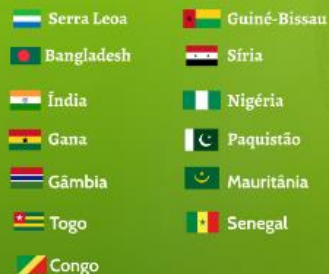 Serra Leoa
Guiné-Bissau
Bangladesh
Síria
Índia
Nigéria
Gana
Paquistão
Gâmbia
Mauritânia
Togo
Senegal
Congo